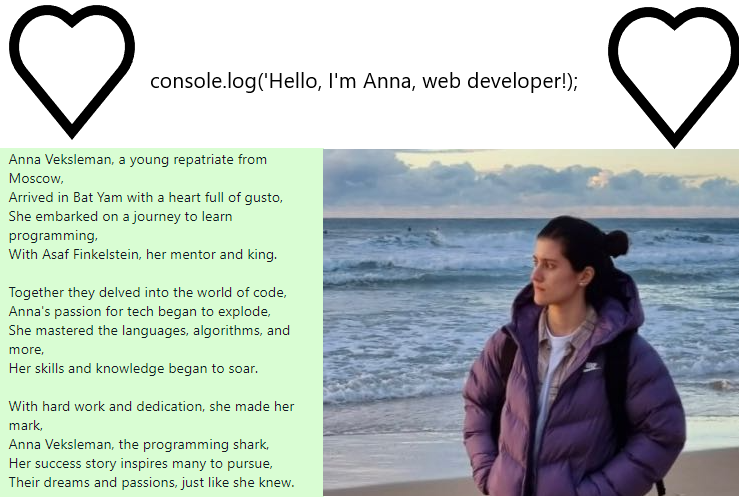 console.log('Hello, I'm Anna, web developer!);
Anna Veksleman, a young repatriate from
Moscow,
Arrived in Bat Yam with a heart full of gusto,
She embarked on a journey to learn
programming,
With Asaf Finkelstein, her mentor and king.
Together they delved into the world of code,
Anna's passion for tech began to explode,
She mastered the languages, algorithms, and
more,
Her skills and knowledge began to soar.
With hard work and dedication, she made her
mark,
Anna Veksleman, the programming shark,
Her success story inspires many to pursue,
Their dreams and passions, just like she knew.